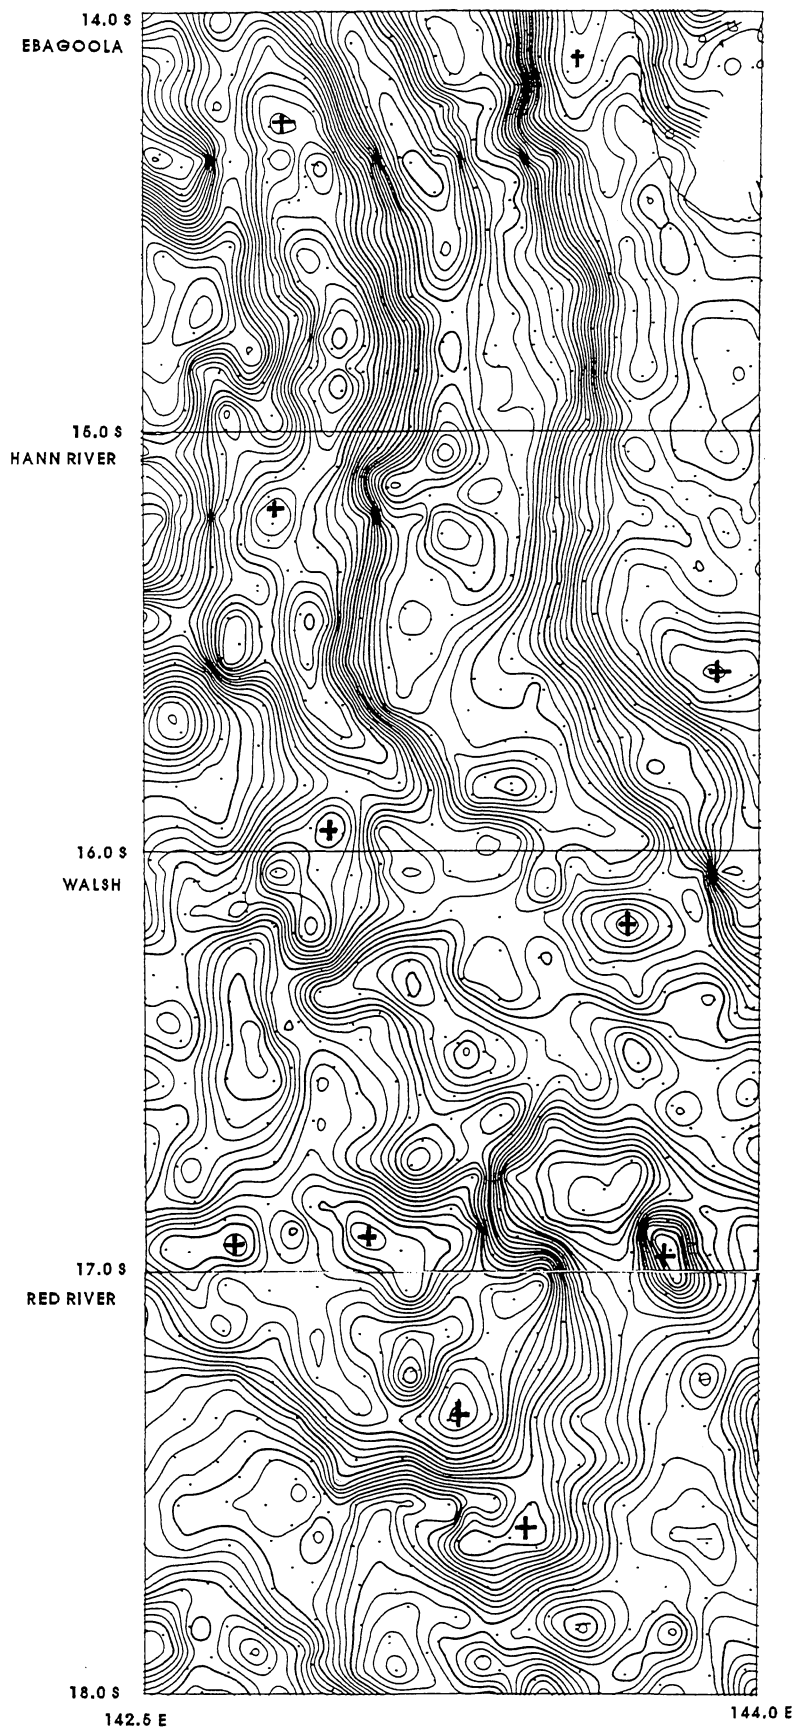 14.0 S
EBAGOOLA
15.0 S
HANN RIVER
16.0 S
WALSH
17.0 S
RED RIVER
18.0 S
142.5 E
144.0 E